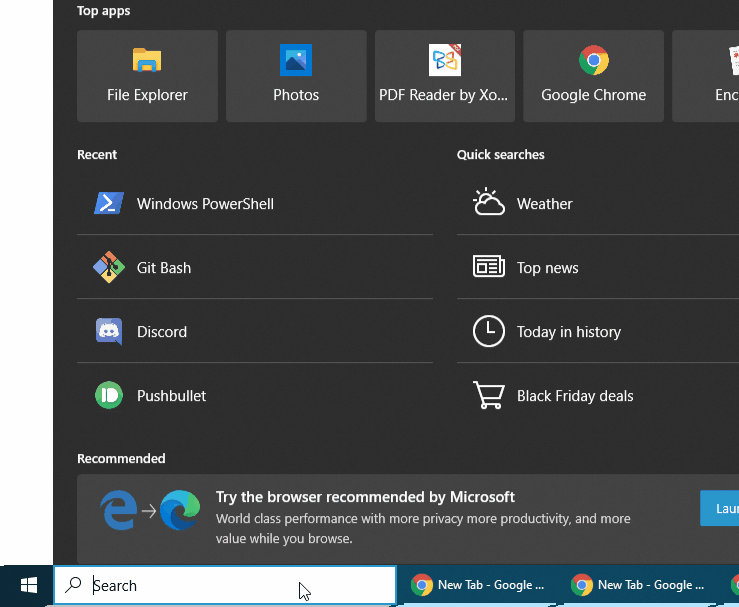 Top apps
File Explorer
Photos
PDF Reader by Xo...
Google Chrome
Enc
Recent
Quick searches
Windows PowerShell
Weather
Git Bash
Top news
Discord
Today in history
Pushbullet
Black Friday deals
Recommended
Try the browser recommended by Microsoft
World class performance with more privacy more productivity, and more
value while you browse.
Laun
Search
New Tab - Google ...
New Tab - Google ...